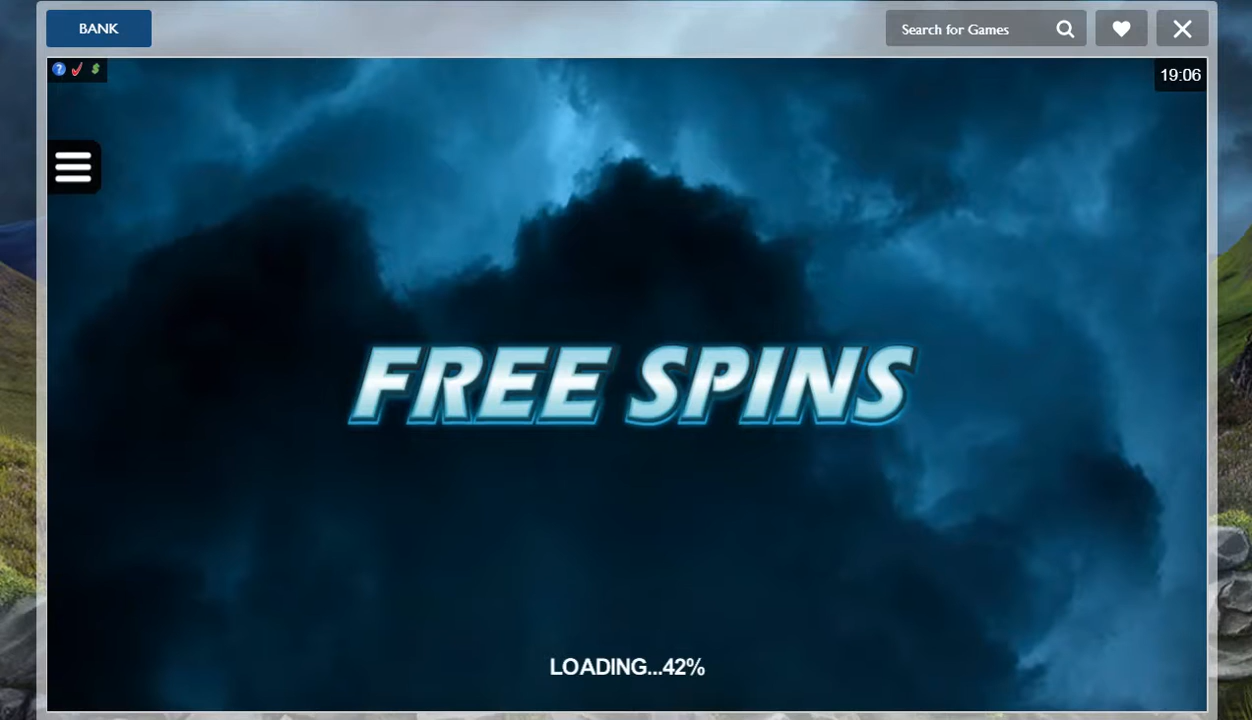 BANK
Search for Games
19:06
FREE SPINS
LOADING...42%